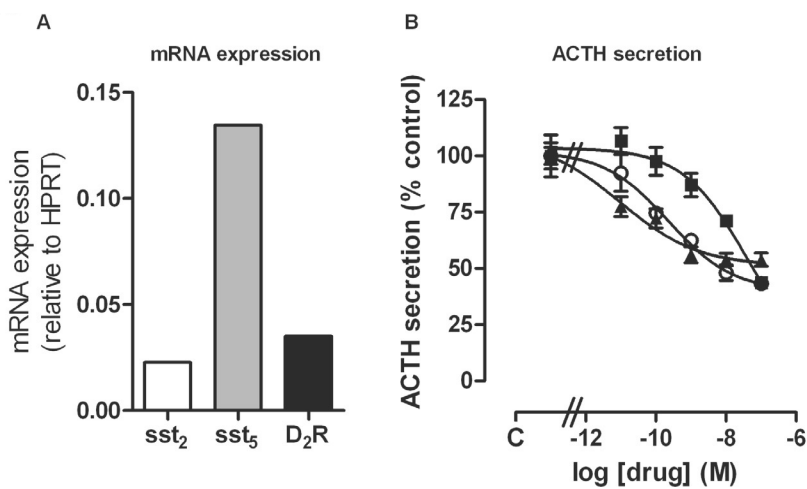 A
mRNA expression
mRNA expression
(relative to HPRT)
0.15
0.10
0.05
0.00
sst₂ sst₅ D₂R
B
ACTH secretion
ACTH secretion (% control)
125
100
75
50
25
0
C -12 -10 -8 -6
log [drug] (M)